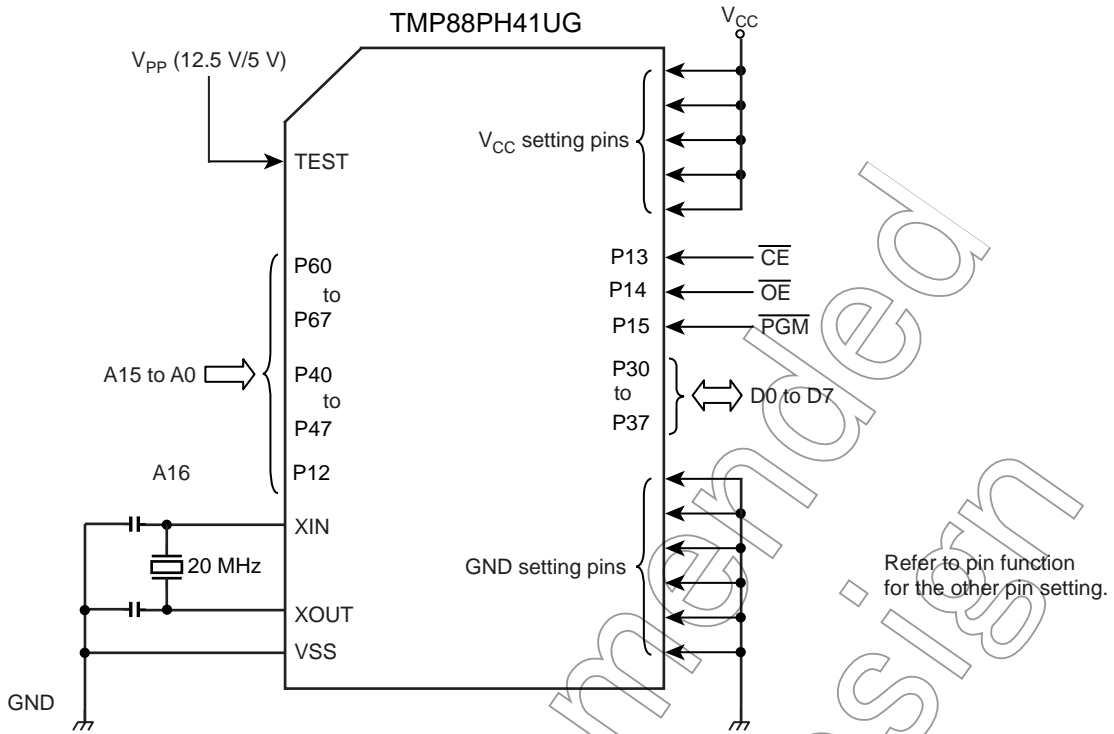 TMP88PH41UG
VCC
VPP (12.5 V/5 V)
VCC setting pins
TEST
P60
to
P67
A15 to A0
P40
to
P47
A16
P12
XIN
20 MHz
XOUT
VSS
GND
P13
CE
P14
OE
P15
PGM
P30
to
P37
D0 to D7
GND setting pins
Refer to pin function
for the other pin setting.
mended
sign